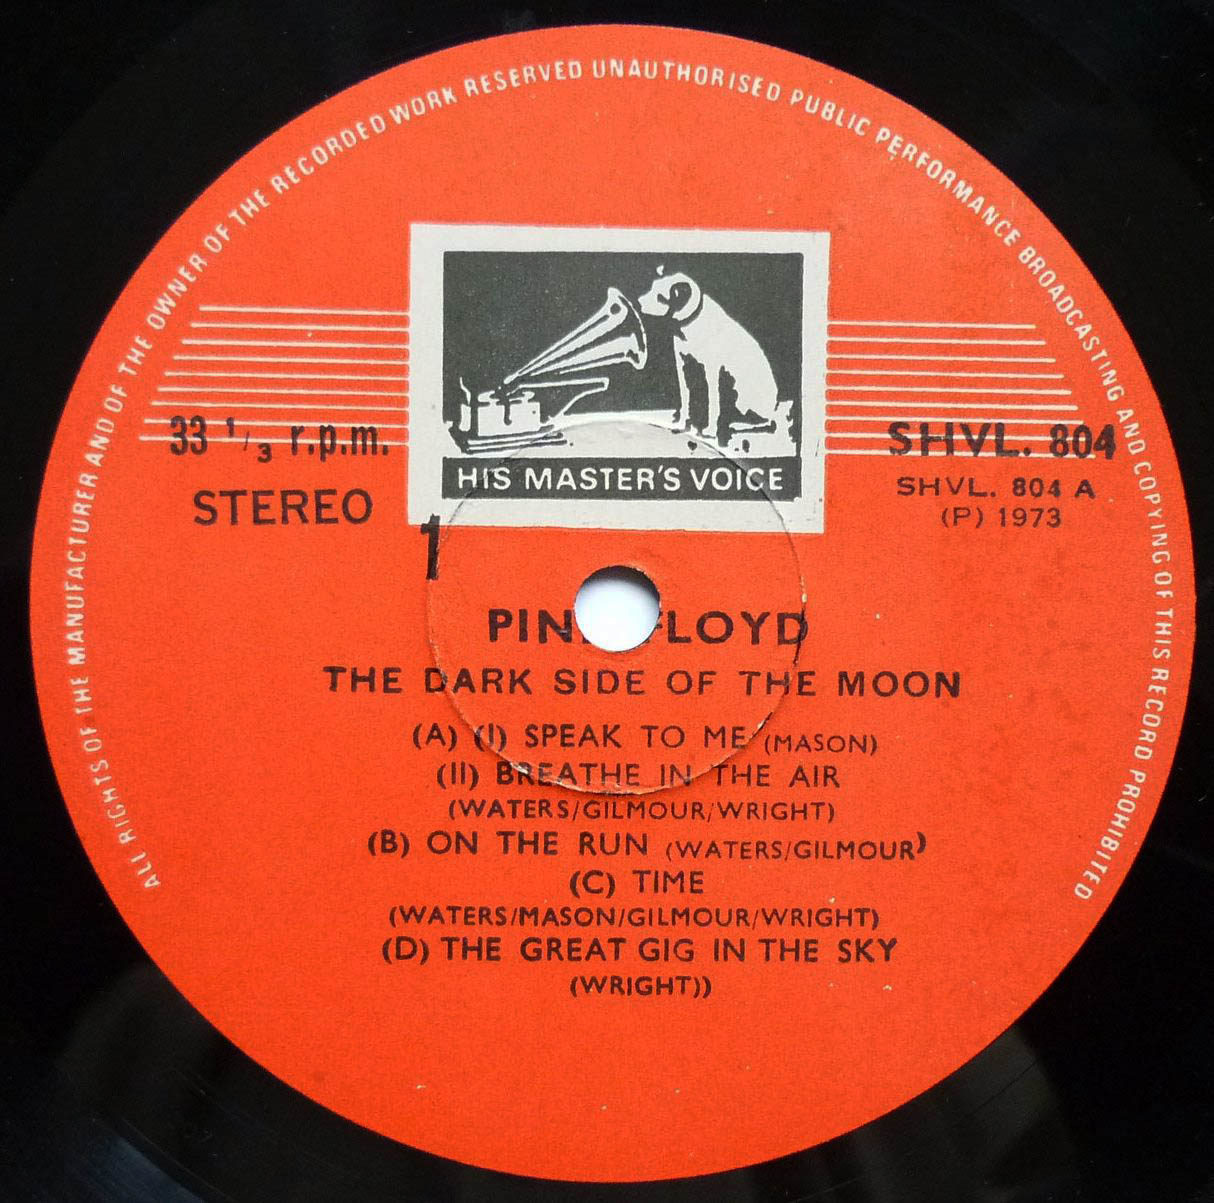 ALL RIGHTS OF THE MANUFACTURER AND OF THE OWNER OF THE RECORDED WORK RESERVED UNAUTHORISED PUBLIC PERFORMANCE BROADCASTING AND COPYING OF THIS RECORD PROHIBITED
HIS MASTER'S VOICE
33 1/3 r.p.m.
STEREO
1
SHVL. 804
SHVL. 804 A
(P) 1973
PIN FLOYD
THE DARK SIDE OF THE MOON
(A) (I) SPEAK TO ME (MASON)
(II) BREATHE IN THE AIR
(WATERS/GILMOUR/WRIGHT)
(B) ON THE RUN (WATERS/GILMOUR)
(C) TIME
(WATERS/MASON/GILMOUR/WRIGHT)
(D) THE GREAT GIG IN THE SKY
(WRIGHT))